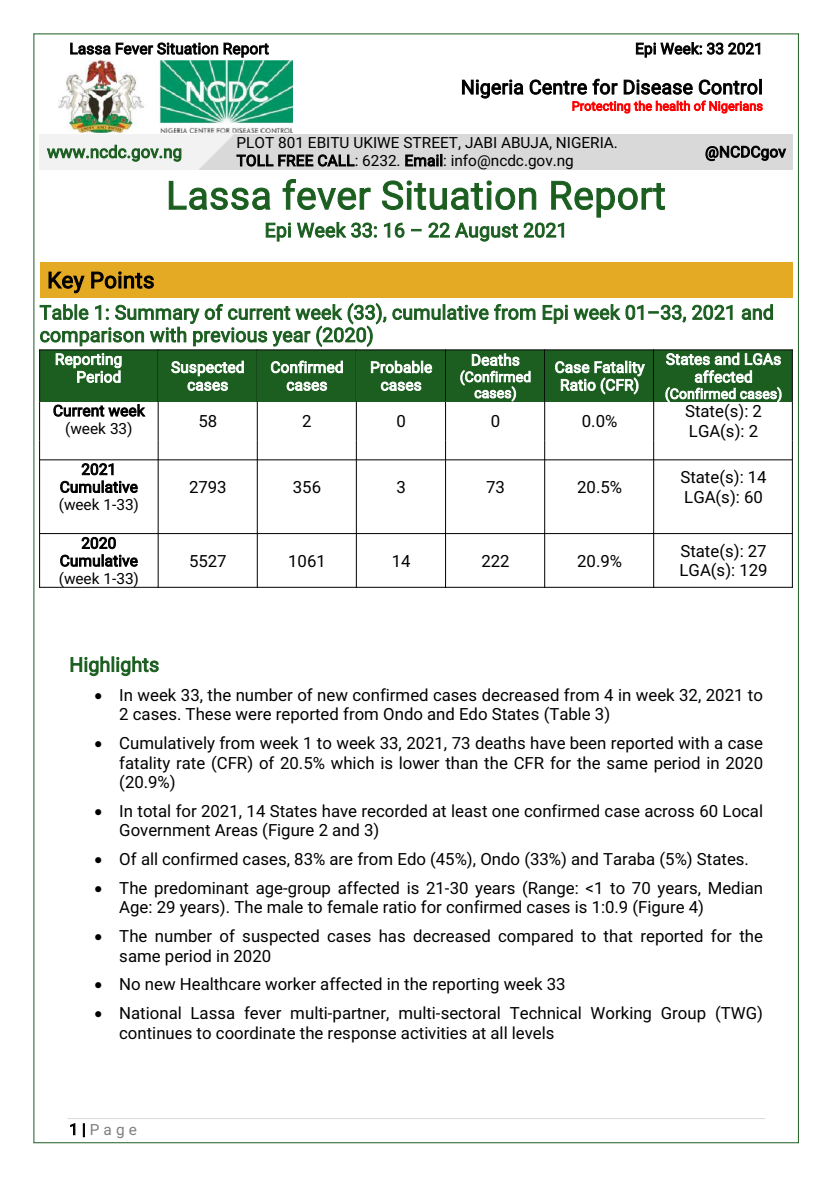 Lassa Fever Situation Report Epi Week: 33 2021
NCDC
NIGERIA CENTRE FOR DISEASE CONTROL
Nigeria Centre for Disease Control
Protecting the health of Nigerians
www.ncdc.gov.ng
PLOT 801 EBITU UKIWE STREET, JABI ABUJA, NIGERIA.
TOLL FREE CALL: 6232. Email: info@ncdc.gov.ng
@NCDCgov
Lassa fever Situation Report
Epi Week 33: 16 – 22 August 2021
Key Points
Table 1: Summary of current week (33), cumulative from Epi week 01–33, 2021 and
comparison with previous year (2020)
Reporting
Period
Suspected
cases
Confirmed
cases
Probable
cases
Deaths
(Confirmed
cases)
Case Fatality
Ratio (CFR)
States and LGAs
affected
(Confirmed cases)
Current week
(week 33)
58
2
0
0
0.0%
State(s): 2
LGA(s): 2
2021
Cumulative
(week 1-33)
2793
356
3
73
20.5%
State(s): 14
LGA(s): 60
2020
Cumulative
(week 1-33)
5527
1061
14
222
20.9%
State(s): 27
LGA(s): 129
Highlights
• In week 33, the number of new confirmed cases decreased from 4 in week 32, 2021 to
2 cases. These were reported from Ondo and Edo States (Table 3)
• Cumulatively from week 1 to week 33, 2021, 73 deaths have been reported with a case
fatality rate (CFR) of 20.5% which is lower than the CFR for the same period in 2020
(20.9%)
• In total for 2021, 14 States have recorded at least one confirmed case across 60 Local
Government Areas (Figure 2 and 3)
• Of all confirmed cases, 83% are from Edo (45%), Ondo (33%) and Taraba (5%) States.
• The predominant age-group affected is 21-30 years (Range: <1 to 70 years, Median
Age: 29 years). The male to female ratio for confirmed cases is 1:0.9 (Figure 4)
• The number of suspected cases has decreased compared to that reported for the
same period in 2020
• No new Healthcare worker affected in the reporting week 33
• National Lassa fever multi-partner, multi-sectoral Technical Working Group (TWG)
continues to coordinate the response activities at all levels
1 | Page